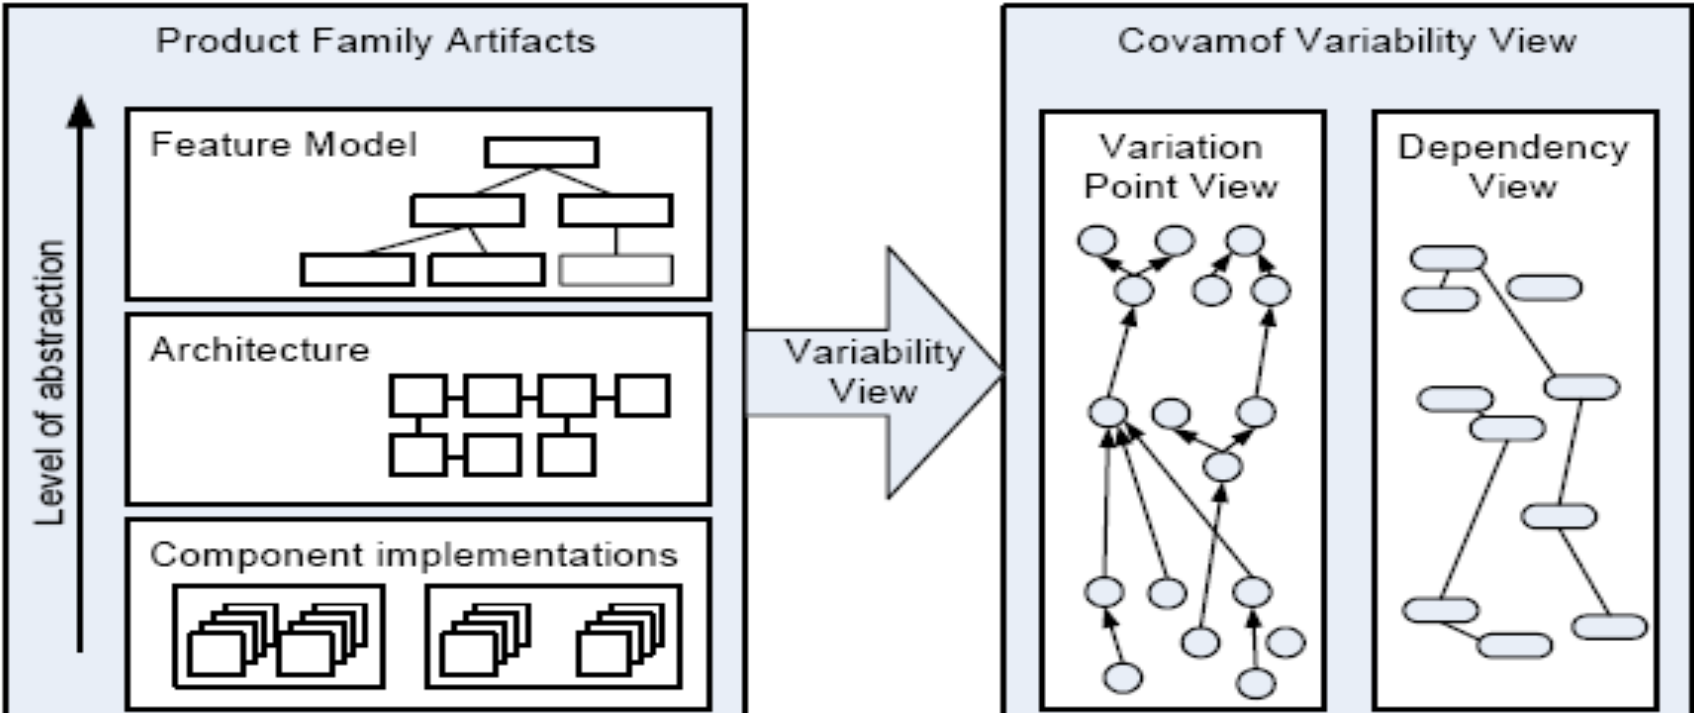 Product Family Artifacts
Level of abstraction
Feature Model
Architecture
Component implementations
Variability
View
Covamof Variability View
Variation
Point View
Dependency
View